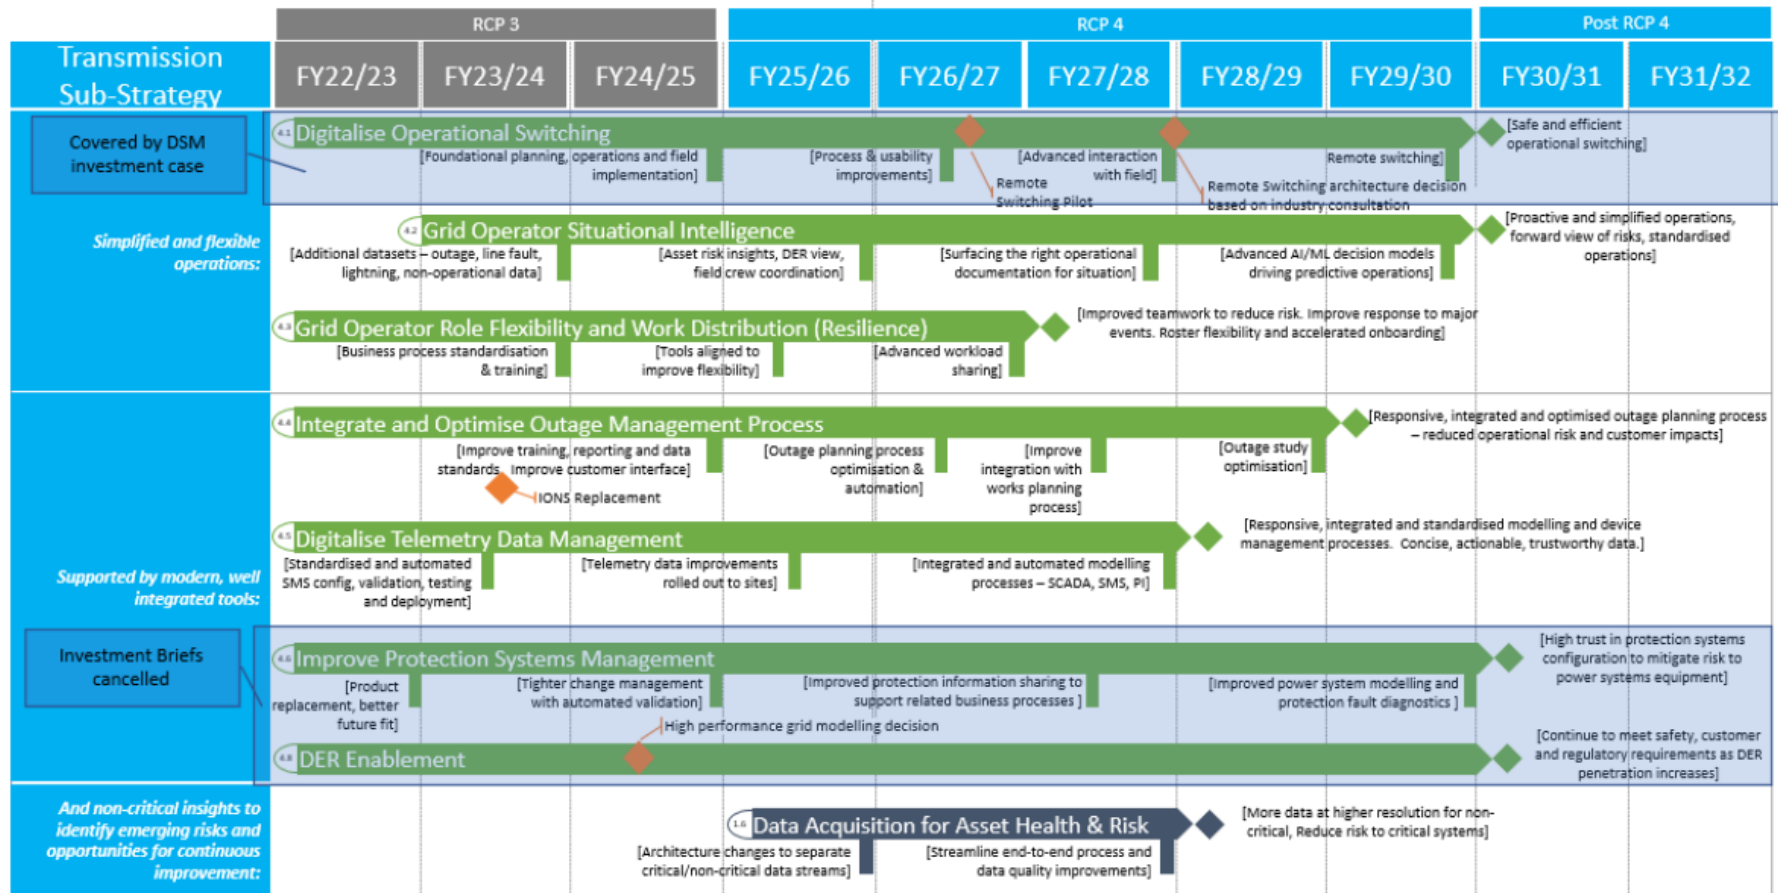 RCP 3
RCP 4
Post RCP 4
Transmission
Sub-Strategy
FY22/23
FY23/24
FY24/25
FY25/26
FY26/27
FY27/28
FY28/29
FY29/30
FY30/31
FY31/32
Covered by DSM
investment case
4.1 Digitalise Operational Switching
[Safe and efficient
operational switching]
[Foundational planning, operations and field
implementation]
[Process & usability
improvements]
[Advanced interaction
with field]
Remote switching]
Remote
Switching Pilot
Remote Switching architecture decision
based on industry consultation
Simplified and flexible
operations:
4.2 Grid Operator Situational Intelligence
[Proactive and simplified operations,
forward view of risks, standardised
operations]
[Additional datasets – outage, line fault,
lightning, non-operational data]
[Asset risk insights, DER view,
field crew coordination]
[Surfacing the right operational
documentation for situation]
[Advanced AI/ML decision models
driving predictive operations]
4.3 Grid Operator Role Flexibility and Work Distribution (Resilience)
[Improved teamwork to reduce risk. Improve response to major
events. Roster flexibility and accelerated onboarding]
[Business process standardisation
& training]
[Tools aligned to
improve flexibility]
[Advanced workload
sharing]
4.4 Integrate and Optimise Outage Management Process
[Responsive, integrated and optimised outage planning process
– reduced operational risk and customer impacts]
[Improve training, reporting and data
standards. Improve customer interface]
[Outage planning process
optimisation &
automation]
[Improve
integration with
works planning
process]
[Outage study
optimisation]
IONS Replacement
4.5 Digitalise Telemetry Data Management
[Responsive, integrated and standardised modelling and device
management processes. Concise, actionable, trustworthy data.]
[Standardised and automated
SMS config, validation, testing
and deployment]
[Telemetry data improvements
rolled out to sites]
[Integrated and automated modelling
processes – SCADA, SMS, PI]
Supported by modern, well
integrated tools:
Investment Briefs
cancelled
4.6 Improve Protection Systems Management
[High trust in protection systems
configuration to mitigate risk to
power systems equipment]
[Product
replacement, better
future fit]
[Tighter change management
with automated validation]
[Improved protection information sharing to
support related business processes ]
[Improved power system modelling and
protection fault diagnostics ]
High performance grid modelling decision
4.8 DER Enablement
[Continue to meet safety, customer
and regulatory requirements as DER
penetration increases]
And non-critical insights to
identify emerging risks and
opportunities for continuous
improvement:
1.6 Data Acquisition for Asset Health & Risk
[More data at higher resolution for non-
critical, Reduce risk to critical systems]
[Architecture changes to separate
critical/non-critical data streams]
[Streamline end-to-end process and
data quality improvements]